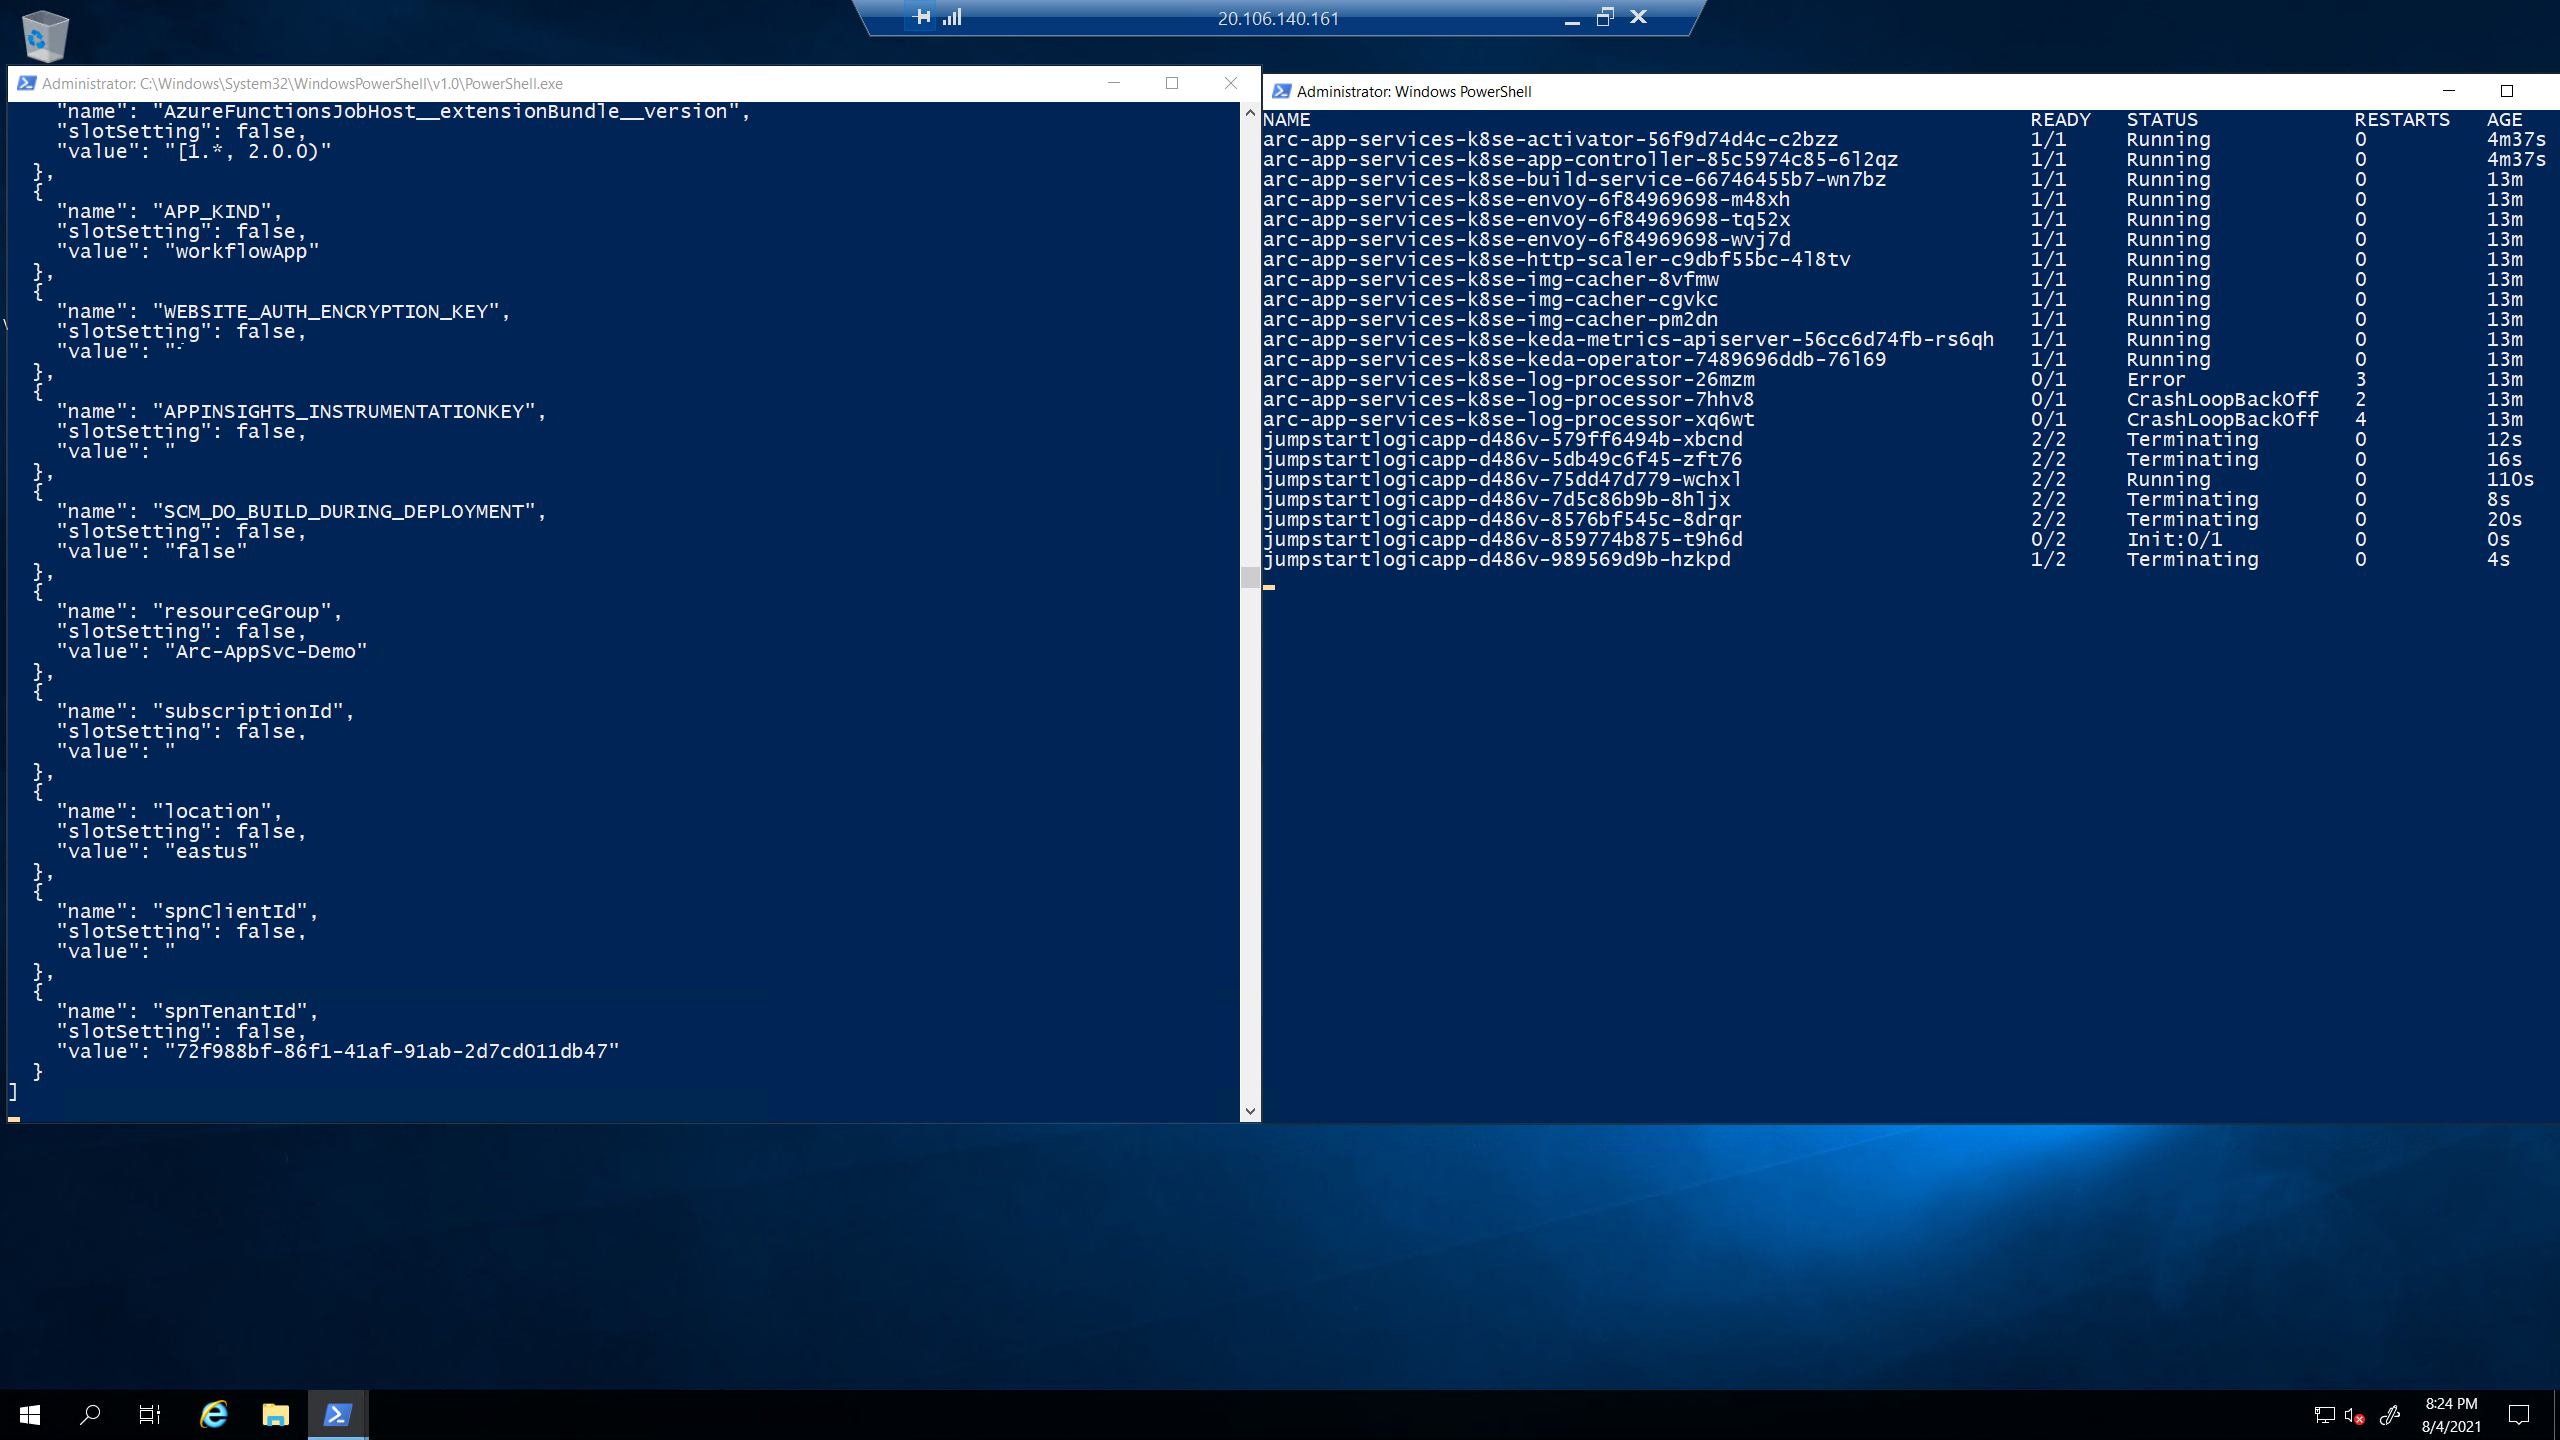 20.106.140.161
Administrator: C:\Windows\System32\WindowsPowerShell\v1.0\PowerShell.exe
    "name": "AzureFunctionsJobHost__extensionBundle__version",
    "slotSetting": false,
    "value": "[1.*, 2.0.0)"
  },
  {
    "name": "APP_KIND",
    "slotSetting": false,
    "value": "workflowApp"
  },
  {
    "name": "WEBSITE_AUTH_ENCRYPTION_KEY",
    "slotSetting": false,
    "value": "
  },
  {
    "name": "APPINSIGHTS_INSTRUMENTATIONKEY",
    "slotSetting": false,
    "value": "
  },
  {
    "name": "SCM_DO_BUILD_DURING_DEPLOYMENT",
    "slotSetting": false,
    "value": "false"
  },
  {
    "name": "resourceGroup",
    "slotSetting": false,
    "value": "Arc-AppSvc-Demo"
  },
  {
    "name": "subscriptionId",
    "slotSetting": false,
    "value": "
  },
  {
    "name": "location",
    "slotSetting": false,
    "value": "eastus"
  },
  {
    "name": "spnClientId",
    "slotSetting": false,
    "value": "
  },
  {
    "name": "spnTenantId",
    "slotSetting": false,
    "value": "72f988bf-86f1-41af-91ab-2d7cd011db47"
  }
]
Administrator: Windows PowerShell
NAME READY STATUS RESTARTS AGE
arc-app-services-k8se-activator-56f9d74d4c-c2bzz 1/1 Running 0 4m37s
arc-app-services-k8se-app-controller-85c5974c85-6l2qz 1/1 Running 0 4m37s
arc-app-services-k8se-build-service-66746455b7-wn7bz 1/1 Running 0 13m
arc-app-services-k8se-envoy-6f84969698-m48xh 1/1 Running 0 13m
arc-app-services-k8se-envoy-6f84969698-tq52x 1/1 Running 0 13m
arc-app-services-k8se-envoy-6f84969698-wvj7d 1/1 Running 0 13m
arc-app-services-k8se-http-scaler-c9dbf55bc-4l8tv 1/1 Running 0 13m
arc-app-services-k8se-img-cacher-8vfmw 1/1 Running 0 13m
arc-app-services-k8se-img-cacher-cgvkc 1/1 Running 0 13m
arc-app-services-k8se-img-cacher-pm2dn 1/1 Running 0 13m
arc-app-services-k8se-keda-metrics-apiserver-56cc6d74fb-rs6qh 1/1 Running 0 13m
arc-app-services-k8se-keda-operator-7489696ddb-76l69 1/1 Running 0 13m
arc-app-services-k8se-log-processor-26mzm 0/1 Error 3 13m
arc-app-services-k8se-log-processor-7hhv8 0/1 CrashLoopBackOff 2 13m
arc-app-services-k8se-log-processor-xq6wt 0/1 CrashLoopBackOff 4 13m
jumpstartlogicapp-d486v-579ff6494b-xbcnd 2/2 Terminating 0 12s
jumpstartlogicapp-d486v-5db49c6f45-zft76 2/2 Terminating 0 16s
jumpstartlogicapp-d486v-75dd47d779-wchxl 2/2 Running 0 110s
jumpstartlogicapp-d486v-7d5c86b9b-8hljx 2/2 Terminating 0 8s
jumpstartlogicapp-d486v-8576bf545c-8drqr 2/2 Terminating 0 20s
jumpstartlogicapp-d486v-859774b875-t9h6d 0/2 Init:0/1 0 0s
jumpstartlogicapp-d486v-989569d9b-hzkpd 1/2 Terminating 0 4s
8:24 PM
8/4/2021